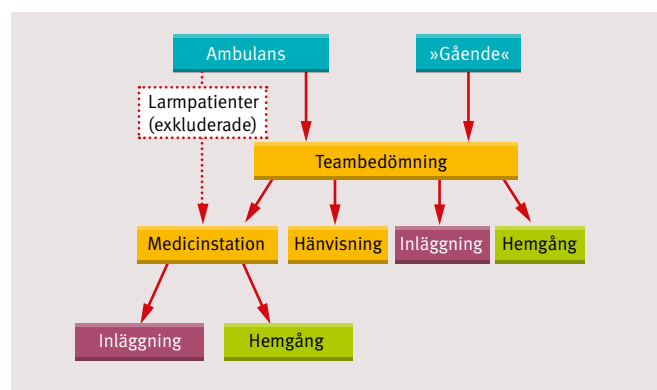 Ambulans
»Gående«
Larmpatienter
(exkluderade)
Teambedömning
Medicinstation
Hänvisning
Inläggning
Hemgång
Inläggning
Hemgång